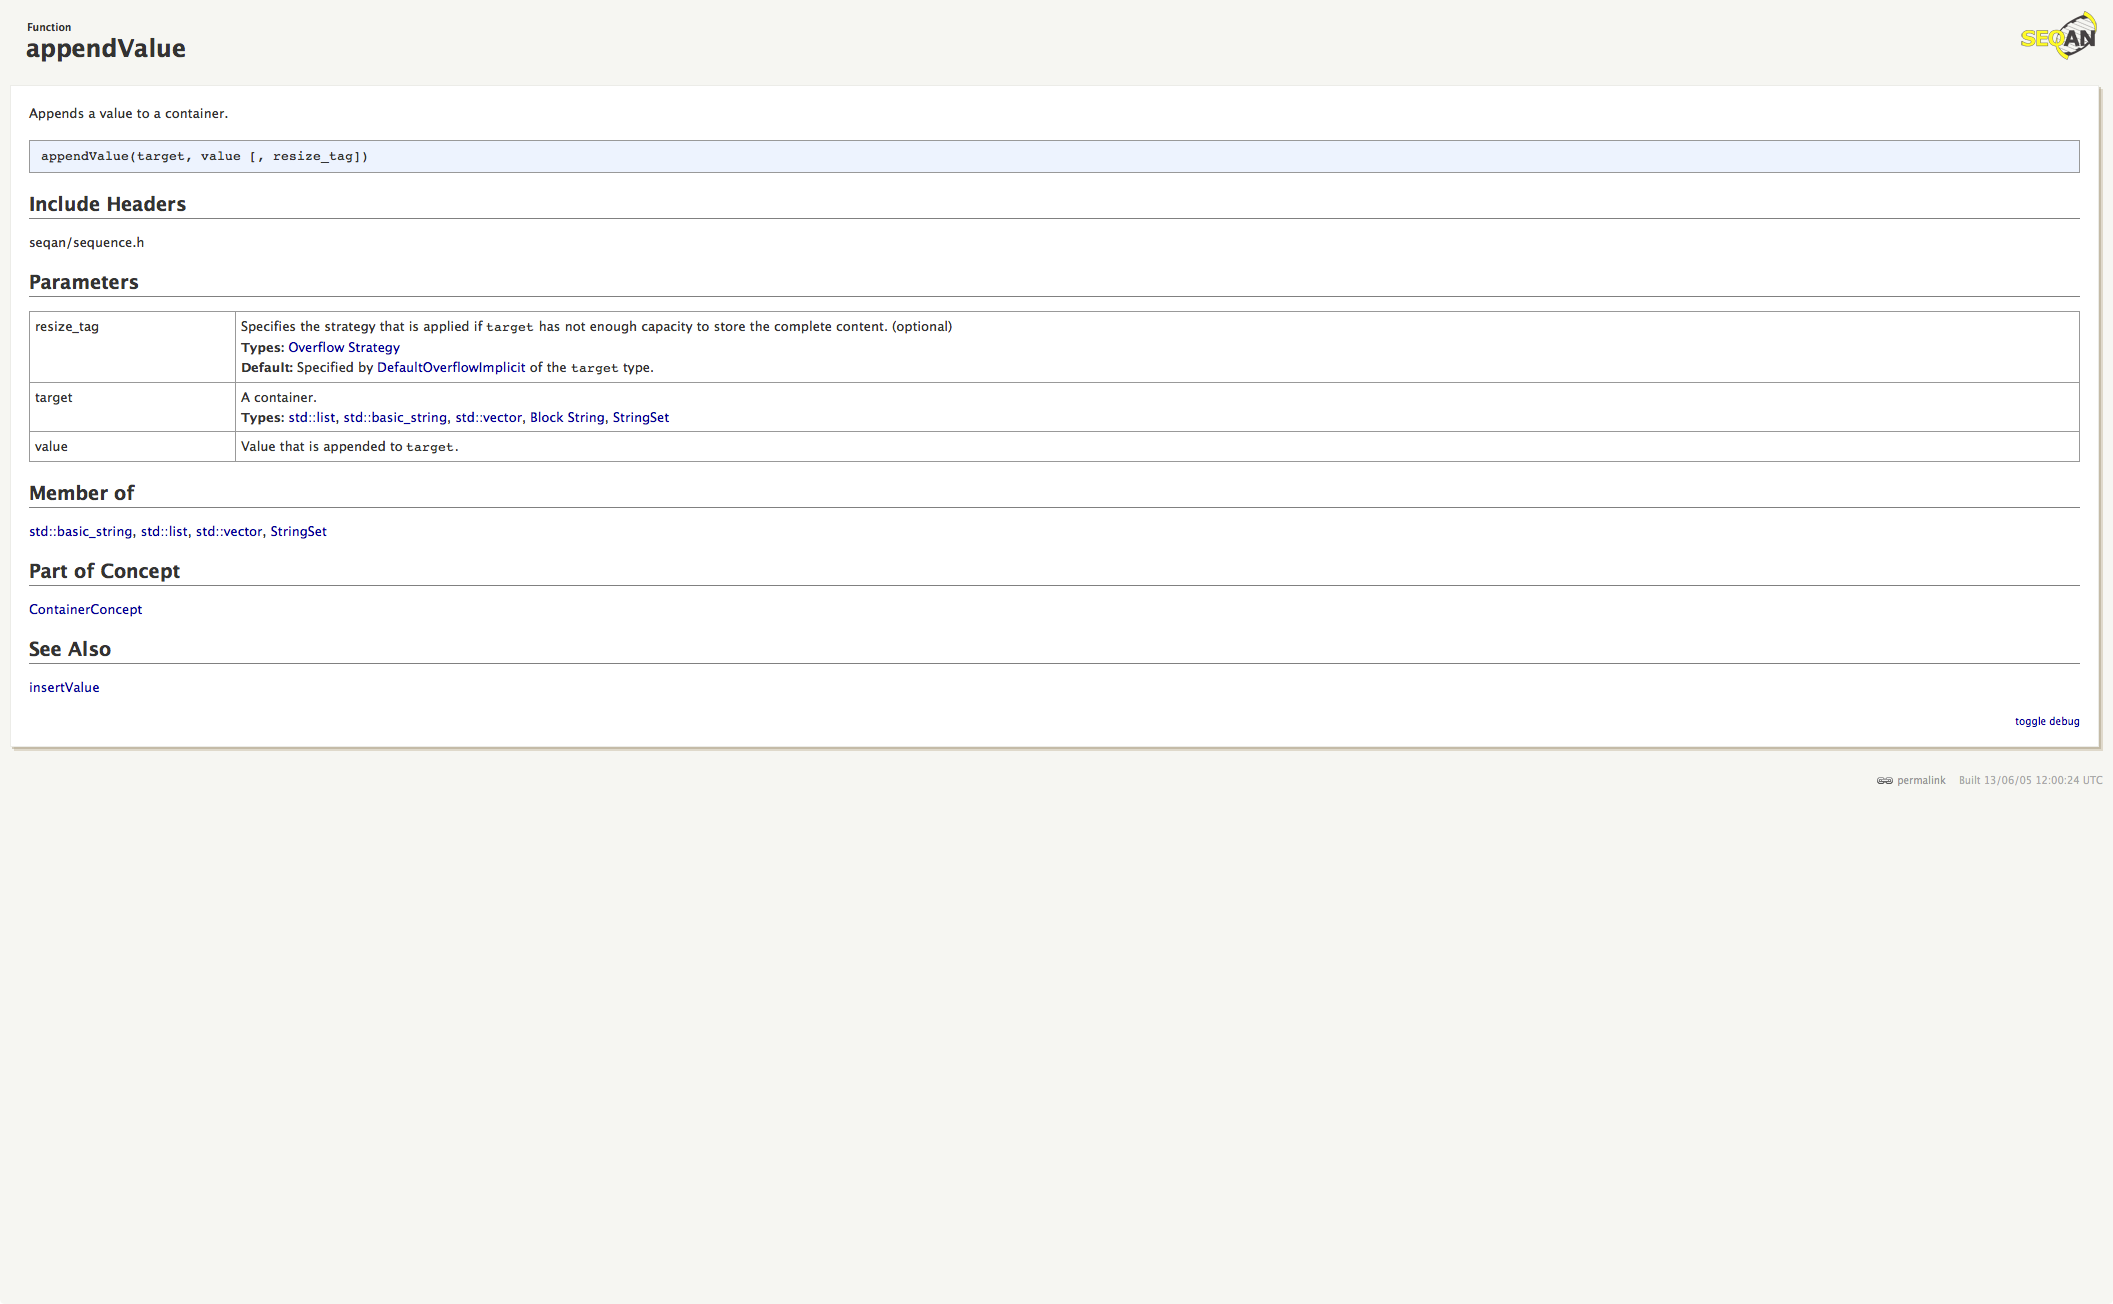 Function
appendValue
SEQAN
Appends a value to a container.
appendValue(target, value [, resize_tag])
Include Headers
seqan/sequence.h
Parameters
resize_tag
Specifies the strategy that is applied if target has not enough capacity to store the complete content. (optional)
Types: Overflow Strategy
Default: Specified by DefaultOverflowImplicit of the target type.
target
A container.
Types: std::list, std::basic_string, std::vector, Block String, StringSet
value
Value that is appended to target.
Member of
std::basic_string, std::list, std::vector, StringSet
Part of Concept
ContainerConcept
See Also
insertValue
toggle debug
permalink Built 13/06/05 12:00:24 UTC